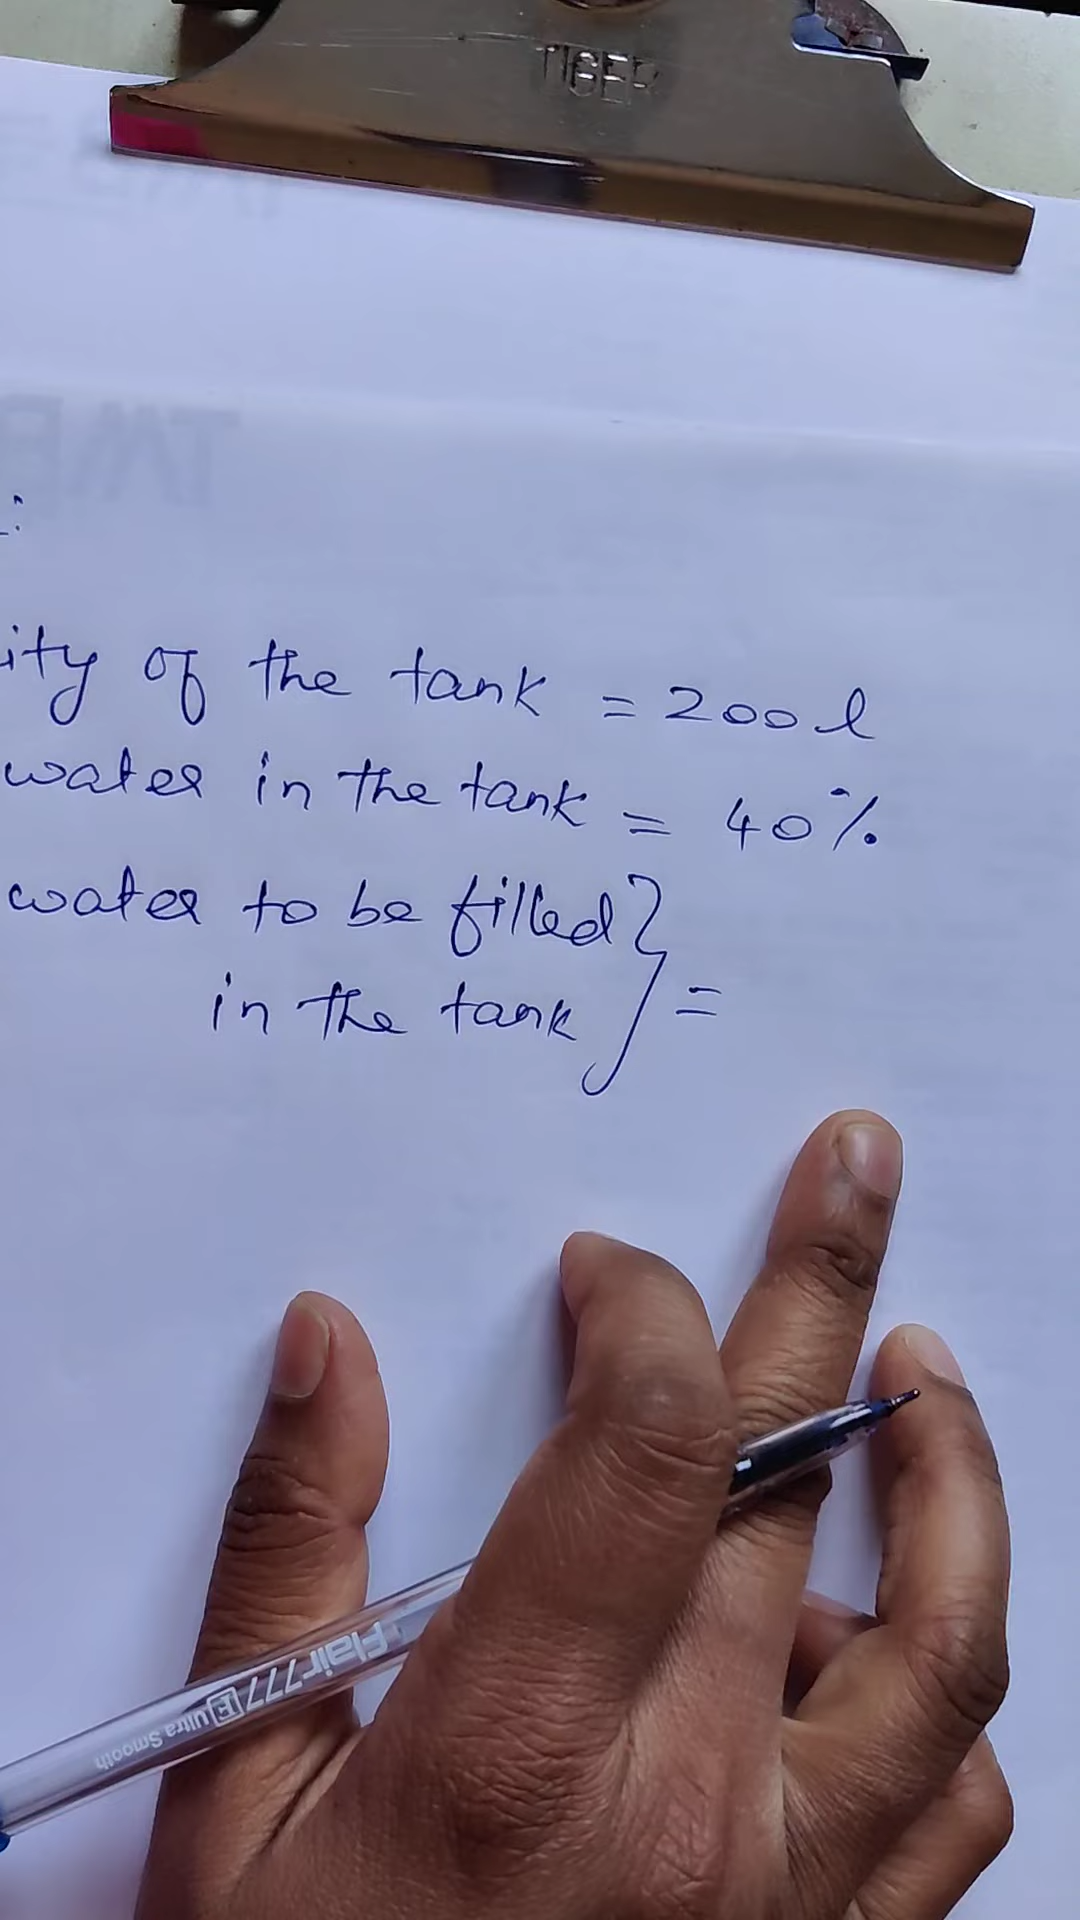 TIGER
ity of the tank = 200 l
water in the tank = 40%
water to be filled
in the tank } =
Flair 777 F Ultra Smooth